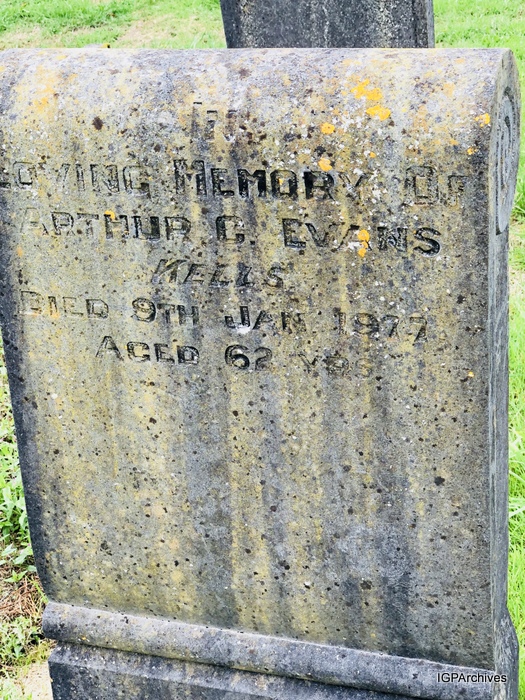 In
Loving Memory Of
Arthur G. Evans
Kells
Died 9th Jan 1977
Aged 62 Yrs
IGPArchives